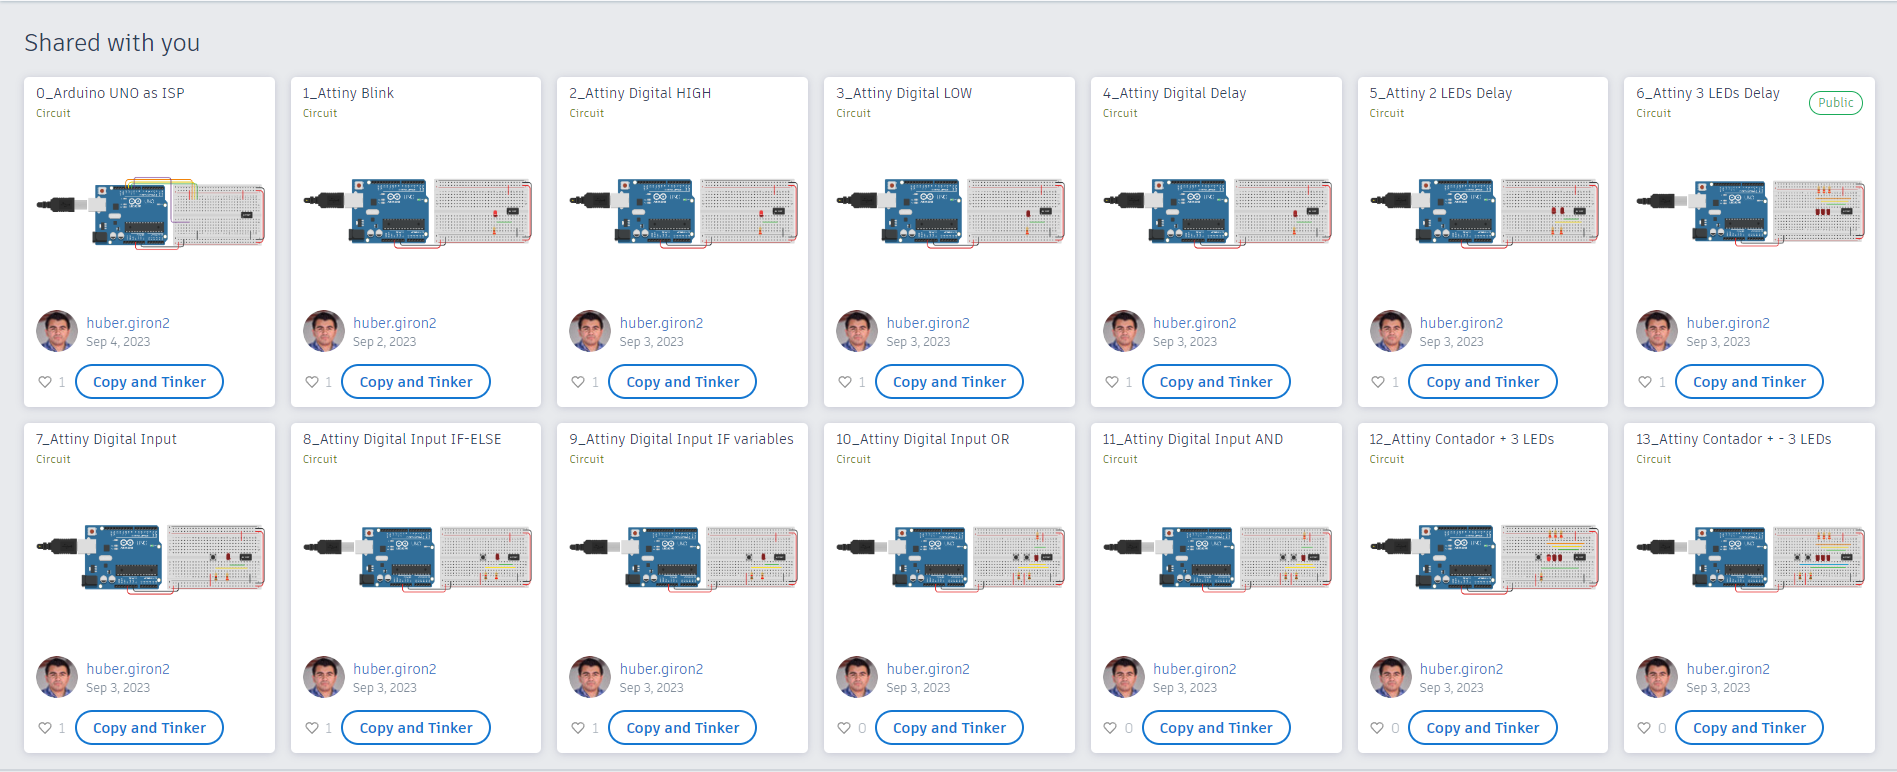 Shared with you
0_Arduino UNO as ISP
Circuit
huber.giron2
Sep 4, 2023
1
Copy and Tinker
1_Attiny Blink
Circuit
huber.giron2
Sep 2, 2023
1
Copy and Tinker
2_Attiny Digital HIGH
Circuit
huber.giron2
Sep 3, 2023
1
Copy and Tinker
3_Attiny Digital LOW
Circuit
huber.giron2
Sep 3, 2023
1
Copy and Tinker
4_Attiny Digital Delay
Circuit
huber.giron2
Sep 3, 2023
1
Copy and Tinker
5_Attiny 2 LEDs Delay
Circuit
huber.giron2
Sep 3, 2023
1
Copy and Tinker
6_Attiny 3 LEDs Delay
Public
Circuit
huber.giron2
Sep 3, 2023
1
Copy and Tinker
7_Attiny Digital Input
Circuit
huber.giron2
Sep 3, 2023
1
Copy and Tinker
8_Attiny Digital Input IF-ELSE
Circuit
huber.giron2
Sep 3, 2023
1
Copy and Tinker
9_Attiny Digital Input IF variables
Circuit
huber.giron2
Sep 3, 2023
1
Copy and Tinker
10_Attiny Digital Input OR
Circuit
huber.giron2
Sep 3, 2023
0
Copy and Tinker
11_Attiny Digital Input AND
Circuit
huber.giron2
Sep 3, 2023
0
Copy and Tinker
12_Attiny Contador + 3 LEDs
Circuit
huber.giron2
Sep 3, 2023
0
Copy and Tinker
13_Attiny Contador + - 3 LEDs
Circuit
huber.giron2
Sep 3, 2023
0
Copy and Tinker